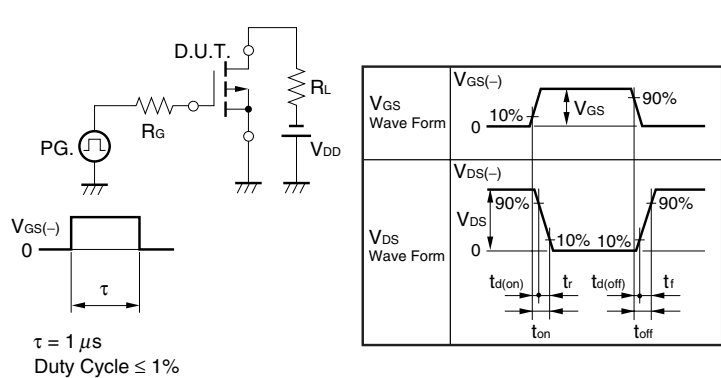 D.U.T.
RL
RG
PG.
VDD
VGS(−)
0
τ
τ = 1 μs
Duty Cycle ≤ 1%
VGS
Wave Form
VGS(−)
10%
VGS
90%
0
VDS
Wave Form
VDS(−)
90%
VDS
10%
10%
90%
0
td(on)
tr
td(off)
tf
ton
toff